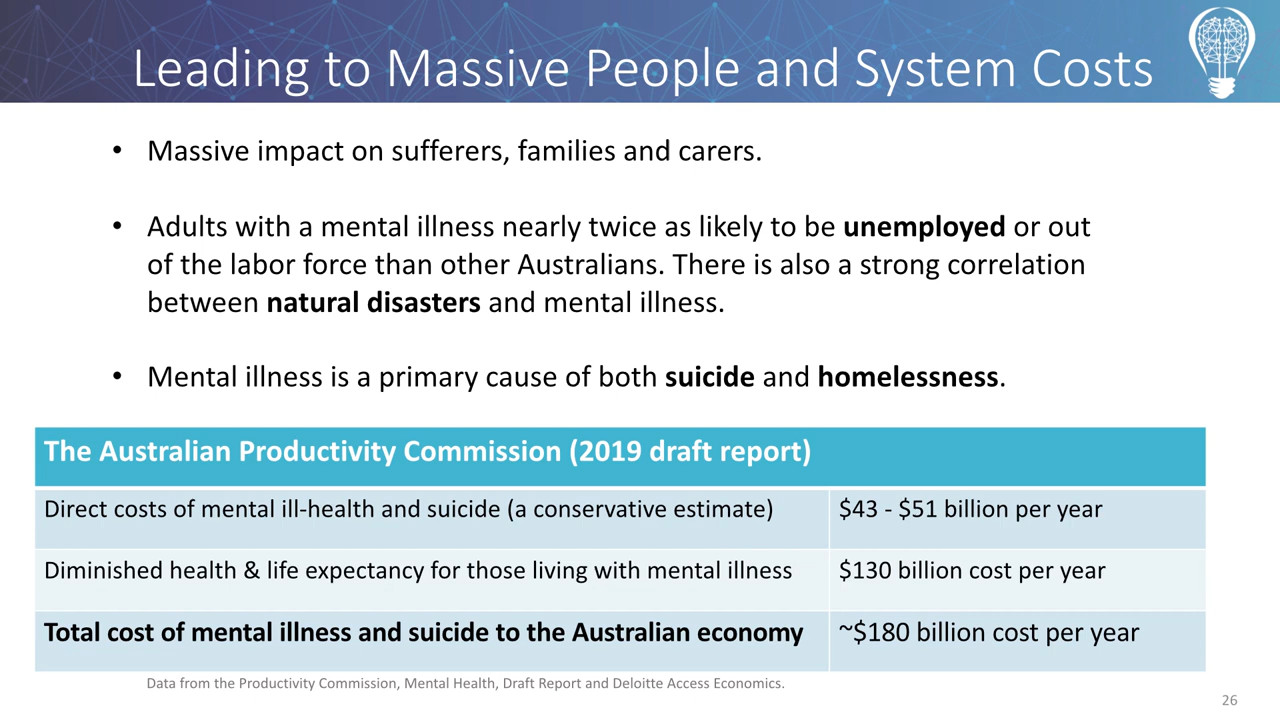 Leading to Massive People and System Costs
• Massive impact on sufferers, families and carers.
• Adults with a mental illness nearly twice as likely to be unemployed or out
of the labor force than other Australians. There is also a strong correlation
between natural disasters and mental illness.
• Mental illness is a primary cause of both suicide and homelessness.
The Australian Productivity Commission (2019 draft report)
Direct costs of mental ill-health and suicide (a conservative estimate) $43 - $51 billion per year
Diminished health & life expectancy for those living with mental illness $130 billion cost per year
Total cost of mental illness and suicide to the Australian economy ~$180 billion cost per year
Data from the Productivity Commission, Mental Health, Draft Report and Deloitte Access Economics.
26